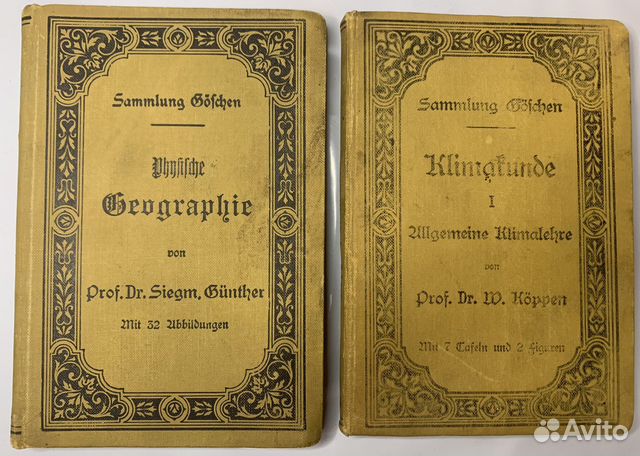 Sammlung Göschen
Physische
Geographie
von
Prof. Dr. Siegm. Günther
Mit 32 Abbildungen
Sammlung Göschen
Klimakunde
I
Allgemeine Klimalehre
von
Prof. Dr. W. Köppen
Mit 7 Tafeln und 2 Figuren
Avito